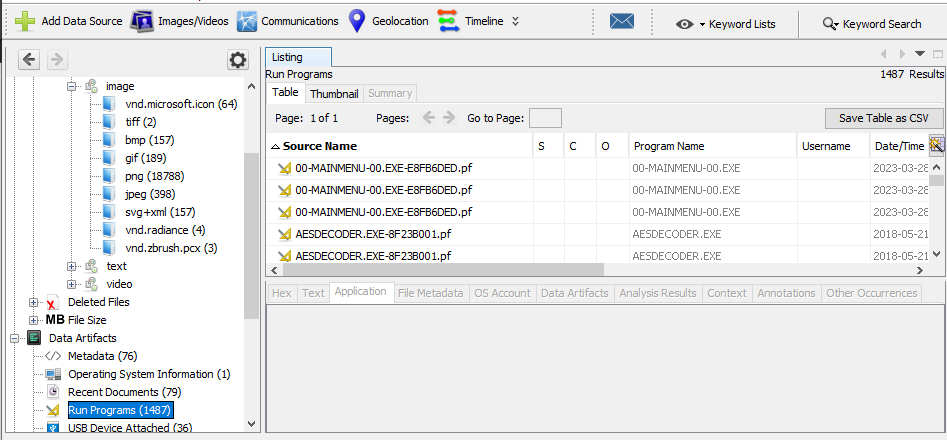 Add Data Source Images/Videos Communications Geolocation Timeline Keyword Lists Keyword Search
Listing
Run Programs 1487 Results
Table Thumbnail Summary
Page: 1 of 1 Pages: Go to Page: Save Table as CSV
Source Name S C O Program Name Username Date/Time
00-MAINMENU-00.EXE-E8FB6DED.pf 00-MAINMENU-00.EXE 2023-03-28
00-MAINMENU-00.EXE-E8FB6DED.pf 00-MAINMENU-00.EXE 2023-03-28
00-MAINMENU-00.EXE-E8FB6DED.pf 00-MAINMENU-00.EXE 2023-03-28
AESDECODER.EXE-8F23B001.pf AESDECODER.EXE 2018-05-21
AESDECODER.EXE-8F23B001.pf AESDECODER.EXE 2018-05-21
Hex Text Application File Metadata OS Account Data Artifacts Analysis Results Context Annotations Other Occurrences
image
vnd.microsoft.icon (64)
tiff (2)
bmp (157)
gif (189)
png (18788)
jpeg (398)
svg+xml (157)
vnd.radiance (4)
vnd.zbrush.pcx (3)
text
video
Deleted Files
MB File Size
Data Artifacts
Metadata (76)
Operating System Information (1)
Recent Documents (79)
Run Programs (1487)
USB Device Attached (36)